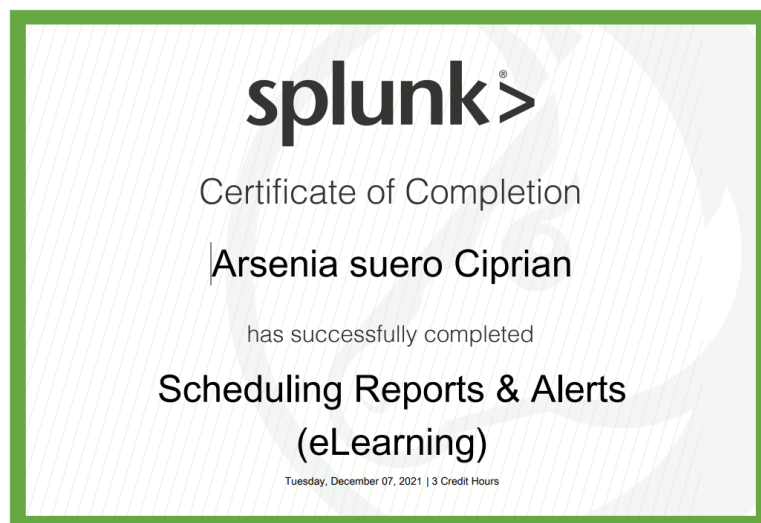 splunk>®
Certificate of Completion
Arsenia suero Ciprian
has successfully completed
Scheduling Reports & Alerts
(eLearning)
Tuesday, December 07, 2021 | 3 Credit Hours